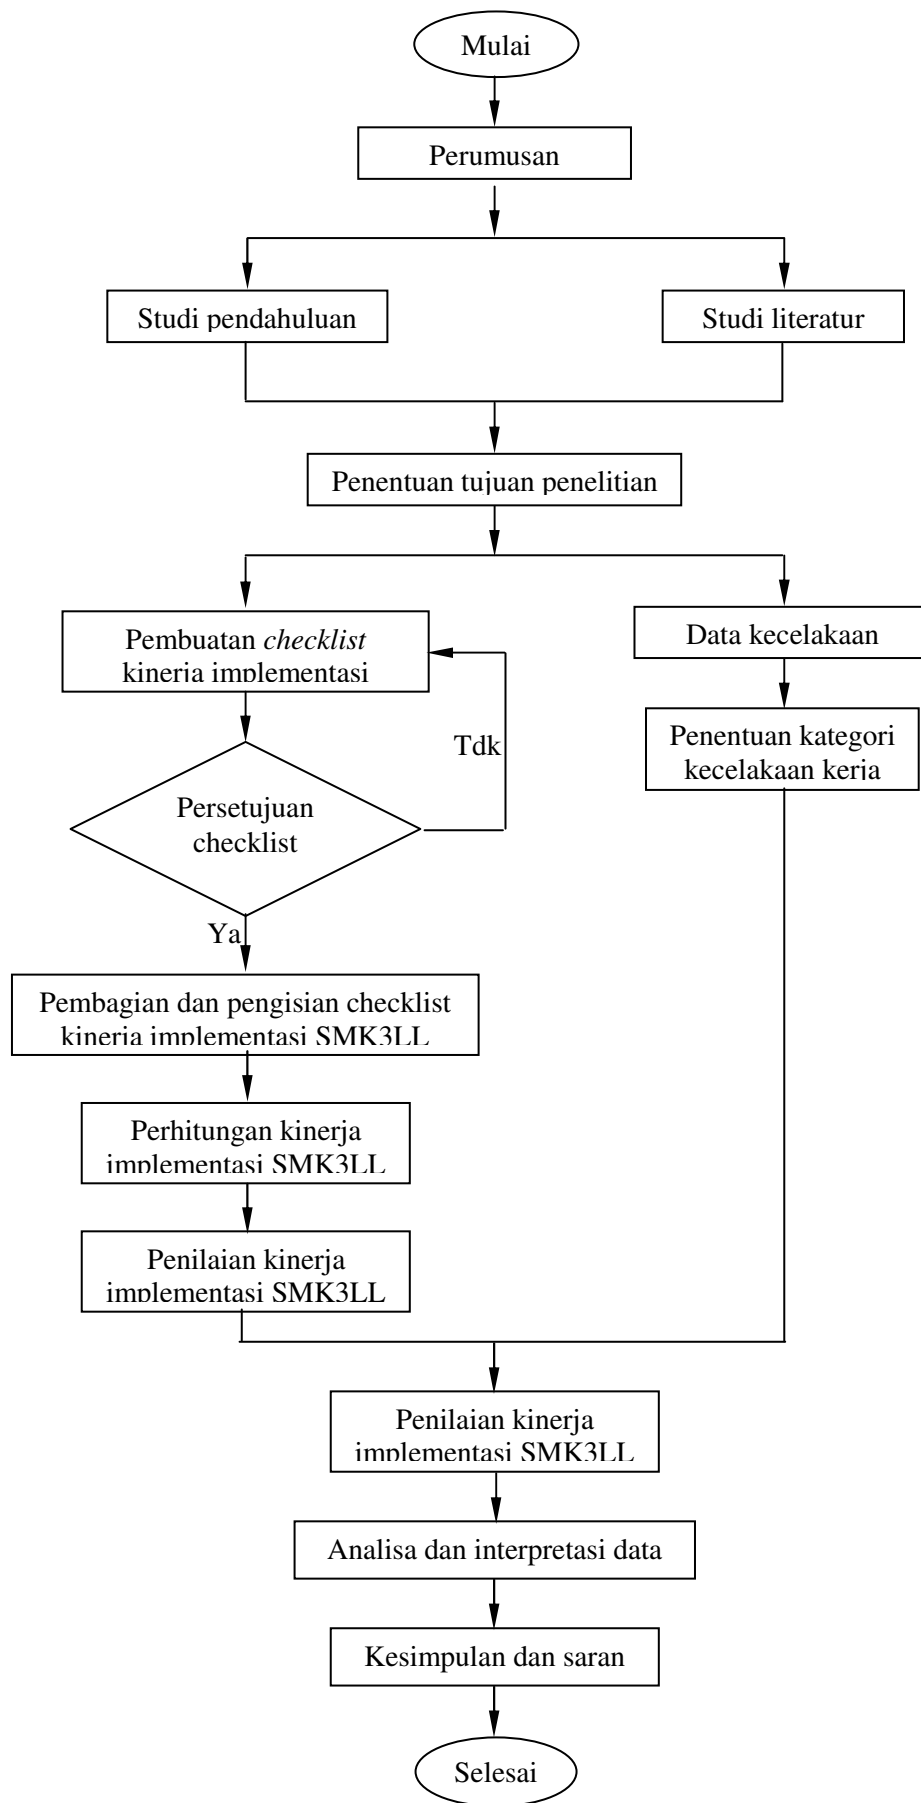 Mulai
Perumusan
Studi pendahuluan
Studi literatur
Penentuan tujuan penelitian
Pembuatan checklist
kinerja implementasi
Data kecelakaan
Tdk
Penentuan kategori
kecelakaan kerja
Persetujuan
checklist
Ya
Pembagian dan pengisian checklist
kinerja implementasi SMK3LL
Perhitungan kinerja
implementasi SMK3LL
Penilaian kinerja
implementasi SMK3LL
Penilaian kinerja
implementasi SMK3LL
Analisa dan interpretasi data
Kesimpulan dan saran
Selesai